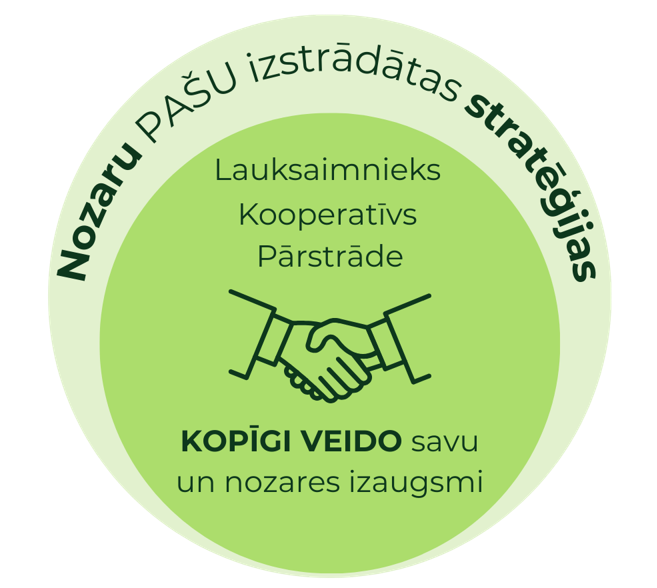 Nozaru PAŠU izstrādātas stratēģijas
Lauksaimnieks
Kooperatīvs
Pārstrāde
KOPĪGI VEIDO savu
un nozares izaugsmi